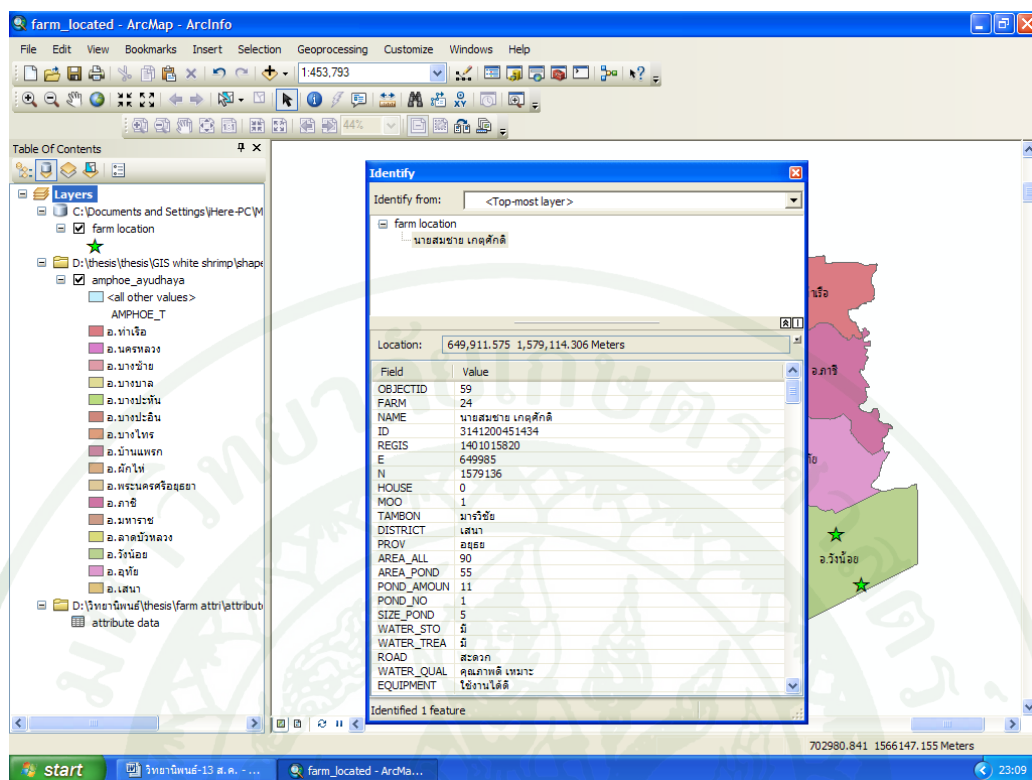 farm_located - ArcMap - ArcInfo
File Edit View Bookmarks Insert Selection Geoprocessing Customize Windows Help
1:453,793
44%
Table Of Contents
Layers
C:\Documents and Settings\iHere-PC\M
farm location
D:\thesis\thesis\GIS white shrimp\shape
amphoe_ayudhaya
<all other values>
AMPHOE_T
อ.ท่าเรือ
อ.นครหลวง
อ.บางซ้าย
อ.บางบาล
อ.บางปะหัน
อ.บางปะอิน
อ.บางไทร
อ.บ้านแพรก
อ.ผักไห่
อ.พระนครศรีอยุธยา
อ.ภาชี
อ.มหาราช
อ.ลาดบัวหลวง
อ.วังน้อย
อ.อุทัย
อ.เสนา
D:\วิทยานิพนธ์\thesis\farm attri\attribut
attribute data
Identify
Identify from: <Top-most layer>
farm location
นายสมชาย เกตุศักดิ์
Location: 649,911.575 1,579,114.306 Meters
Field Value
OBJECTID 59
FARM 24
NAME นายสมชาย เกตุศักดิ์
ID 3141200451434
REGIS 1401015820
E 649985
N 1579136
HOUSE 0
MOO 1
TAMBON มารวิชัย
DISTRICT เสนา
PROV อยุธย
AREA_ALL 90
AREA_POND 55
POND_AMOUN 11
POND_NO 1
SIZE_POND 5
WATER_STO มี
WATER_TREA มี
ROAD สะดวก
WATER_QUAL คุณภาพดี เหมาะ
EQUIPMENT ใช้งานได้ดี
Identified 1 feature
าเรือ
อ.ภาชี
ทัย
อ.วังน้อย
702980.841 1566147.155 Meters
start วิทยานิพนธ์-13 ส.ค. - ... farm_located - ArcMa... 23:09